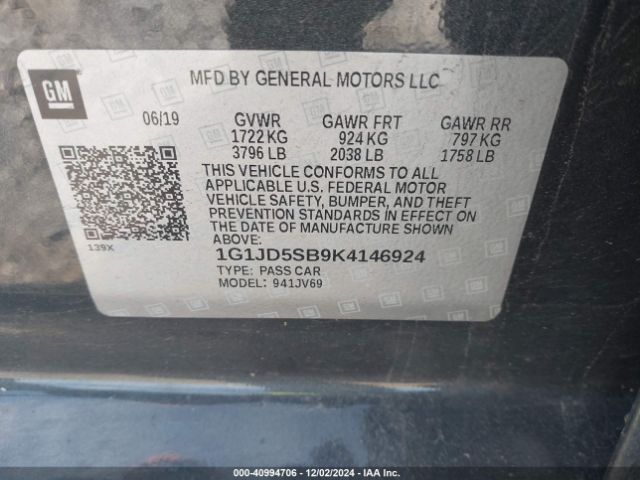 GM
MFD BY GENERAL MOTORS LLC
06/19 GVWR GAWR FRT GAWR RR
1722 KG 924 KG 797 KG
3796 LB 2038 LB 1758 LB
THIS VEHICLE CONFORMS TO ALL
APPLICABLE U.S. FEDERAL MOTOR
VEHICLE SAFETY, BUMPER, AND THEFT
PREVENTION STANDARDS IN EFFECT ON
THE DATE OF MANUFACTURE SHOWN
ABOVE.
139X
1G1JD5SB9K4146924
TYPE: PASS CAR
MODEL: 941JV69
00-40994706 - 12/02/2024 - IAA Inc.